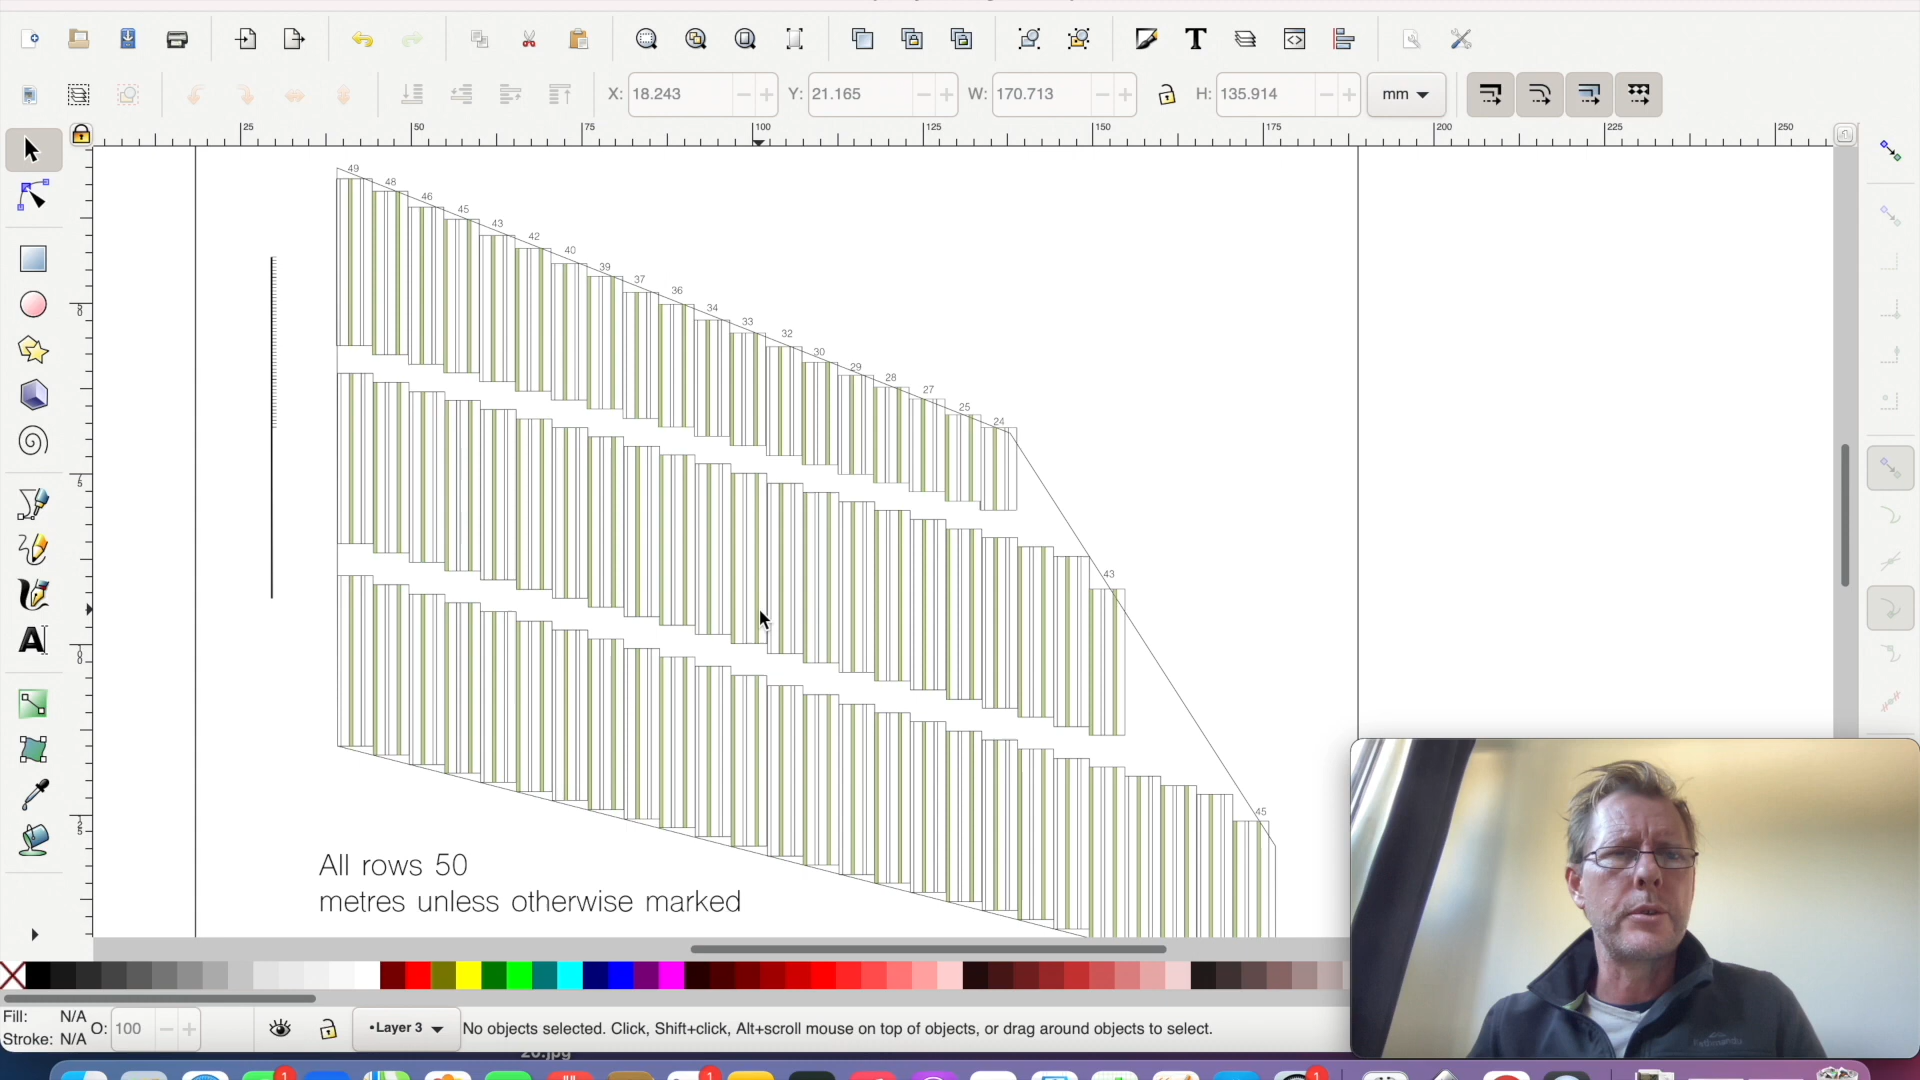 X: 18.243 Y: 21.165 W: 170.713 H: 135.914 mm
25 50 75 100 125 150 175 200 225 250
49
48
46
45
43
42
40
39
37
36
34
33
32
30
29
28
27
25
24
43
45
All rows 50
metres unless otherwise marked
Fill: N/A
Stroke: N/A
O: 100
•Layer 3
No objects selected. Click, Shift+click, Alt+scroll mouse on top of objects, or drag around objects to select.
1
1
1